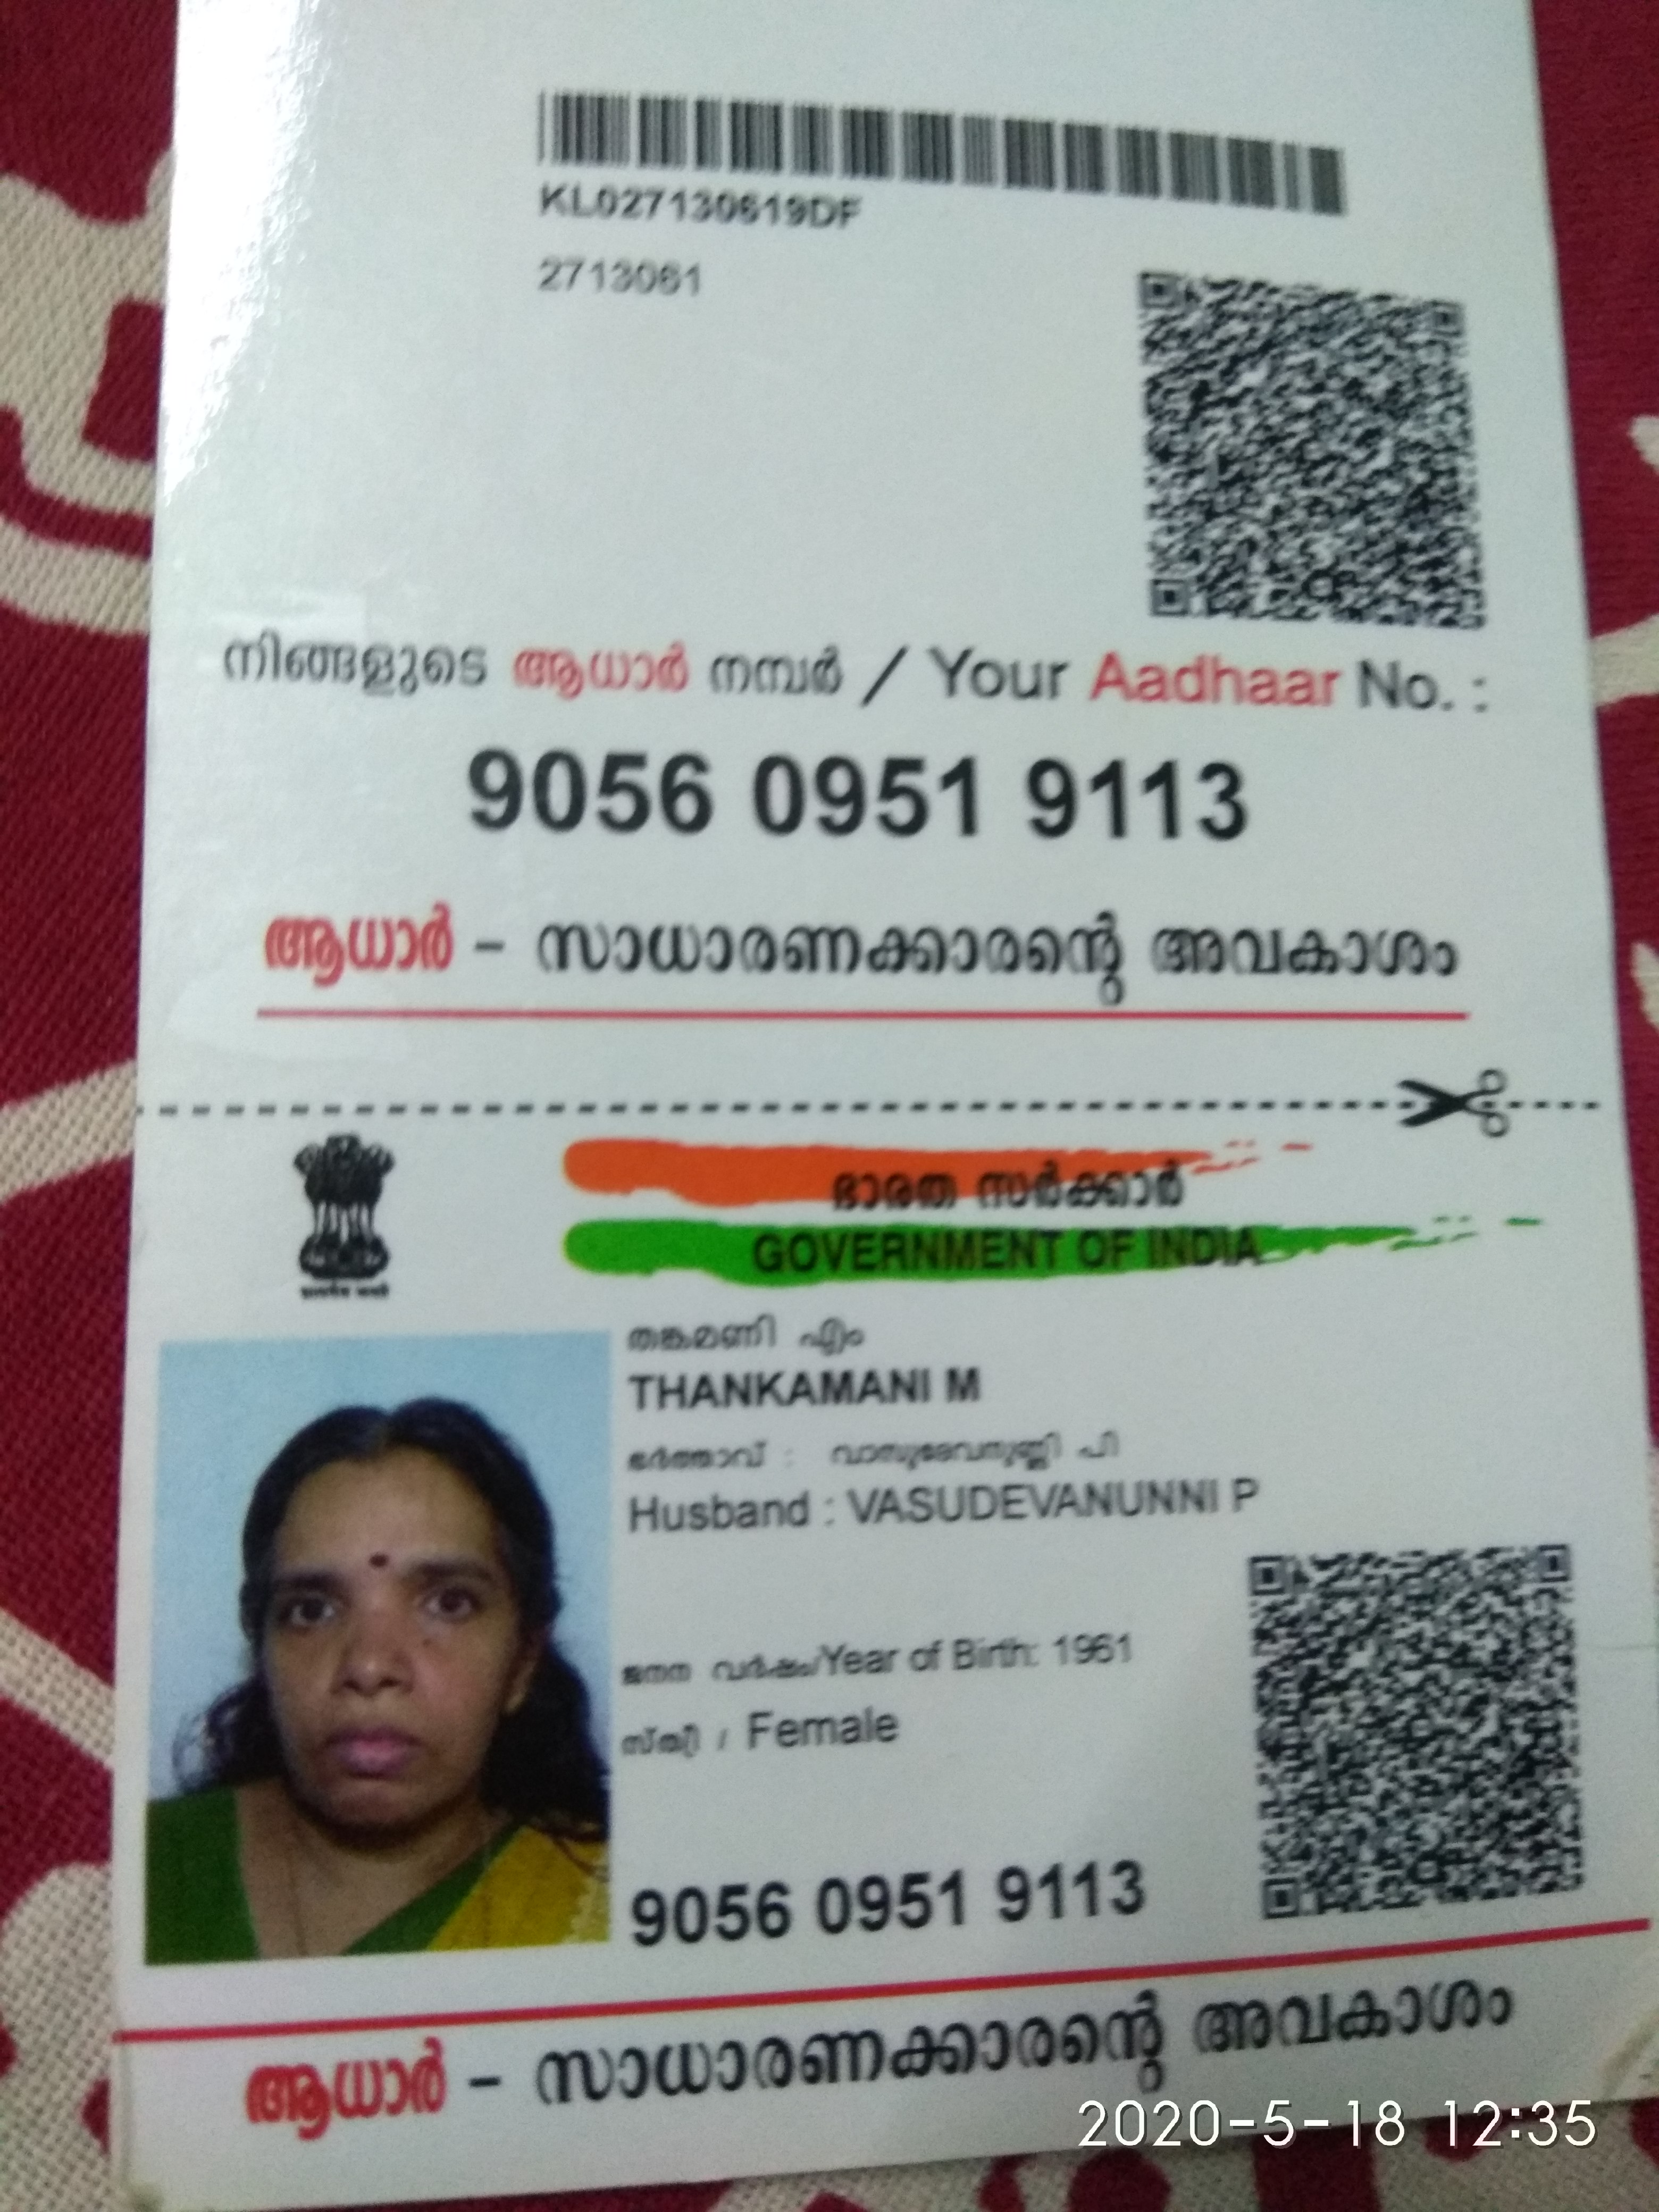 KL027130619DF
2713061
നിങ്ങളുടെ ആധാർ നമ്പർ / Your Aadhaar No. :
9056 0951 9113
ആധാർ – സാധാരണക്കാരന്റെ അവകാശം
ഭാരത സർക്കാർ
GOVERNMENT OF INDIA
തങ്കമണി എം
THANKAMANI M
ഭർത്താവ് : വാസുദേവനുണ്ണി പി
Husband : VASUDEVANUNNI P
ജനന വർഷം/Year of Birth: 1961
സ്ത്രീ / Female
9056 0951 9113
ആധാർ – സാധാരണക്കാരന്റെ അവകാശം
2020-5-18 12:35